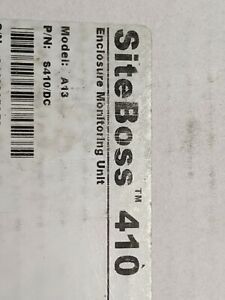 SiteBoss™ 410
Enclosure Monitoring Unit
Model: A13
P/N: S410/DC